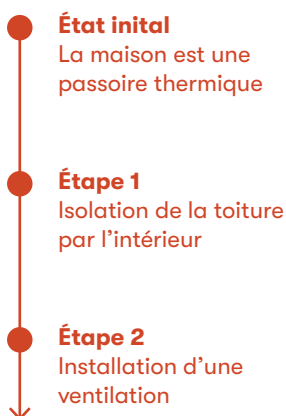 État inital
La maison est une
passoire thermique
Étape 1
Isolation de la toiture
par l’intérieur
Étape 2
Installation d’une
ventilation